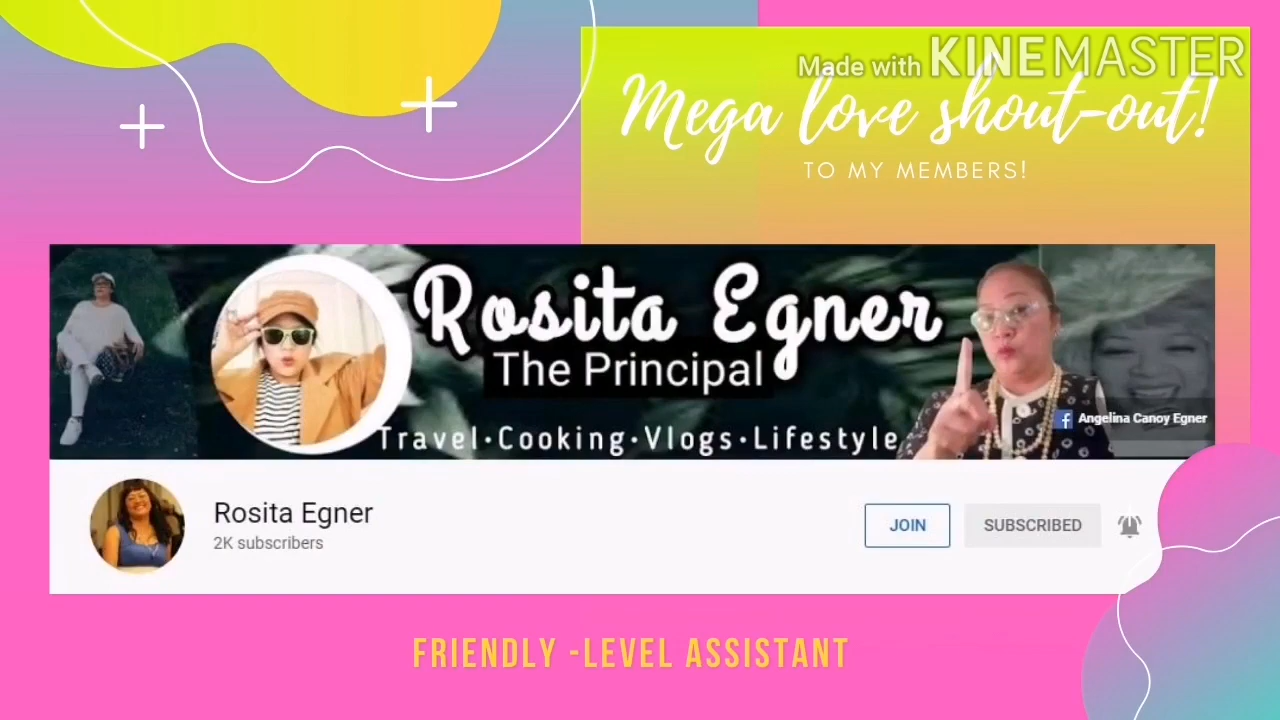 Made with KINEMASTER
Mega love shout-out!
TO MY MEMBERS!
Rosita Egner
The Principal
Travel•Cooking•Vlogs•Lifestyle
Angelina Canoy Egner
Rosita Egner
2K subscribers
JOIN
SUBSCRIBED
FRIENDLY -LEVEL ASSISTANT